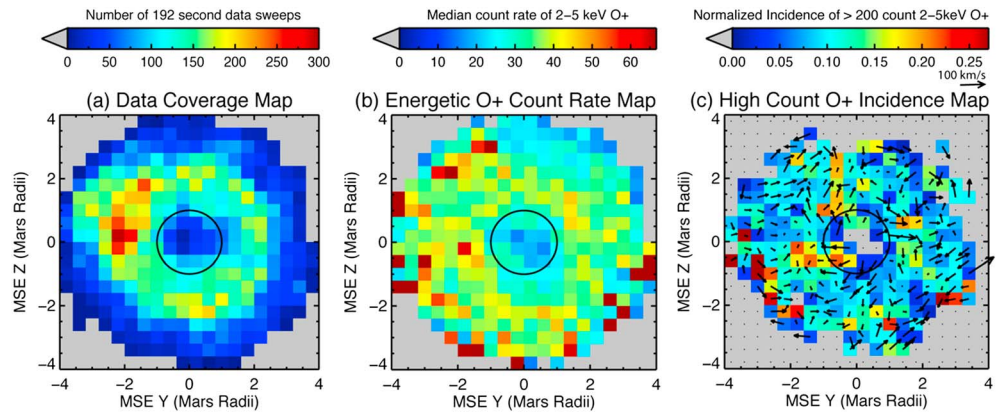 Number of 192 second data sweeps
0 50 100 150 200 250 300
(a) Data Coverage Map
MSE Z (Mars Radii)
4
2
0
−2
−4
−4 −2 0 2 4
MSE Y (Mars Radii)
Median count rate of 2−5 keV O+
0 20 40 60
(b) Energetic O+ Count Rate Map
MSE Z (Mars Radii)
4
2
0
−2
−4
−4 −2 0 2 4
MSE Y (Mars Radii)
Normalized Incidence of > 200 count 2−5keV O+
0.00 0.05 0.10 0.15 0.20 0.25
100 km/s
(c) High Count O+ Incidence Map
MSE Z (Mars Radii)
4
2
0
−2
−4
−4 −2 0 2 4
MSE Y (Mars Radii)